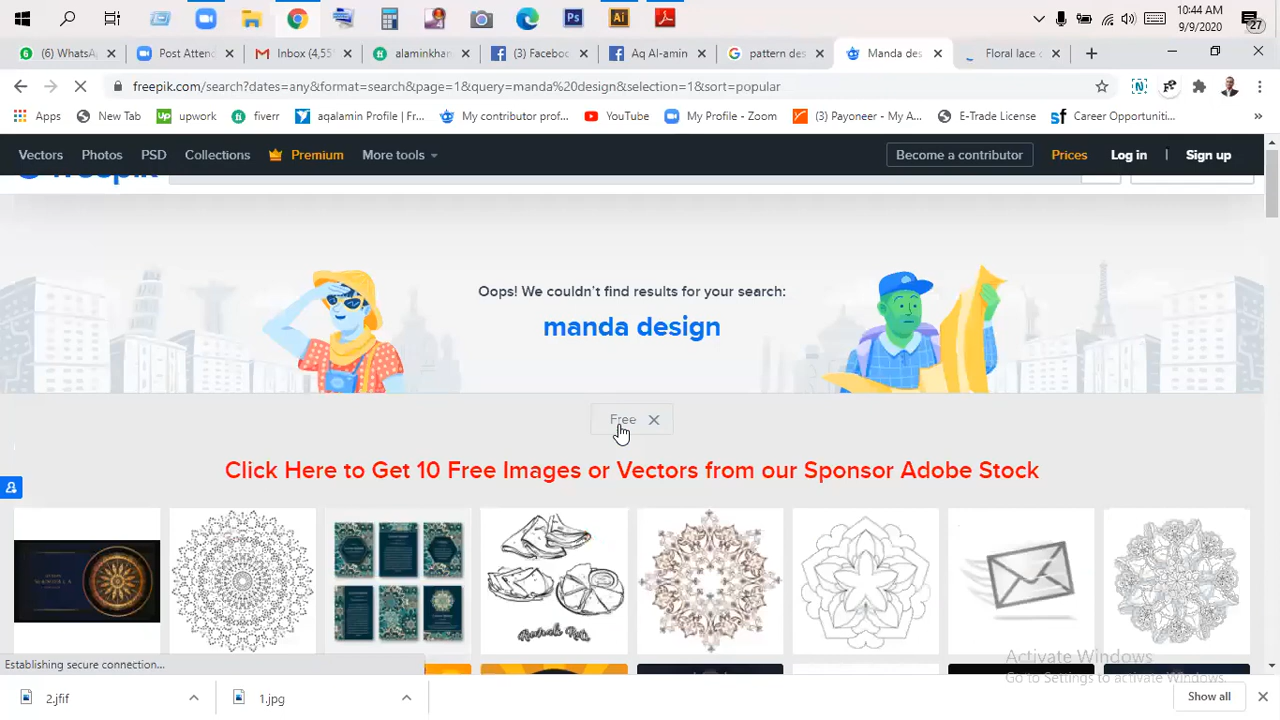 10:44 AM
9/9/2020
27
6
(3) WhatsA
Post Attend
Inbox (4,55
alaminkhan
(3) Faceboo
Aq Al-amin
pattern des
Manda des
Floral lace
freepik.com/search?dates=any&format=search&page=1&query=manda%20design&selection=1&sort=popular
Apps
New Tab
upwork
fiverr
aqalamin Profile | Fr...
My contributor prof...
YouTube
My Profile - Zoom
(3) Payoneer - My A...
E-Trade License
Career Opportuniti...
Vectors
Photos
PSD
Collections
Premium
More tools
Become a contributor
Prices
Log in
Sign up
Oops! We couldn't find results for your search:
manda design
Free
Click Here to Get 10 Free Images or Vectors from our Sponsor Adobe Stock
Establishing secure connection...
Activate Windows
Go to Settings to activate Windows.
2.jfif
1.jpg
Show all